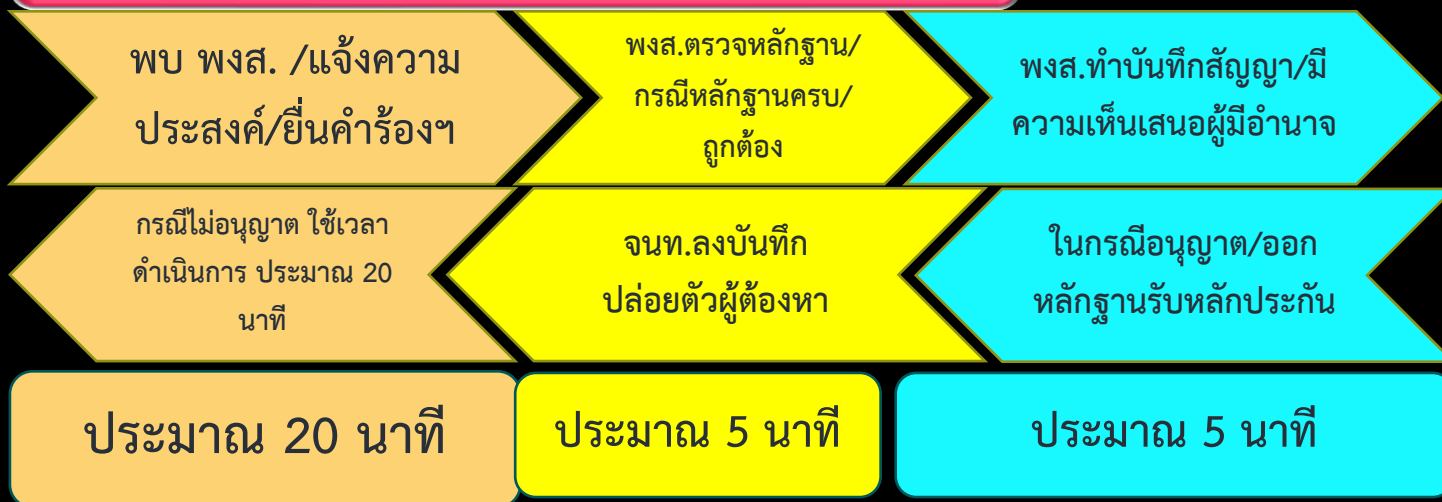 พบ พงส. /แจ้งความ
ประสงค์/ยื่นคำร้องฯ
พงส.ตรวจหลักฐาน/
กรณีหลักฐานครบ/
ถูกต้อง
พงส.ทำบันทึกสัญญา/มี
ความเห็นเสนอผู้มีอำนาจ
กรณีไม่อนุญาต ใช้เวลา
ดำเนินการ ประมาณ 20
นาที
จนท.ลงบันทึก
ปล่อยตัวผู้ต้องหา
ในกรณีอนุญาต/ออก
หลักฐานรับหลักประกัน
ประมาณ 20 นาที
ประมาณ 5 นาที
ประมาณ 5 นาที